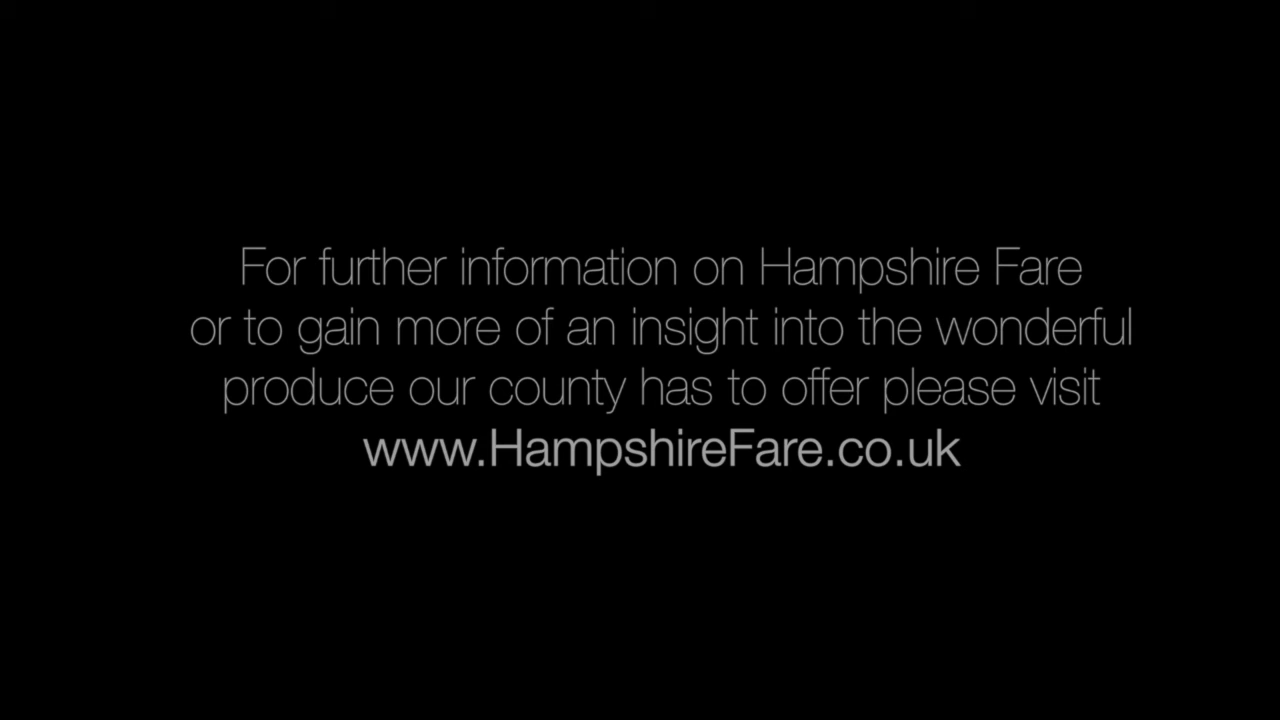 For further information on Hampshire Fare
or to gain more of an insight into the wonderful
produce our county has to offer please visit
www.HampshireFare.co.uk